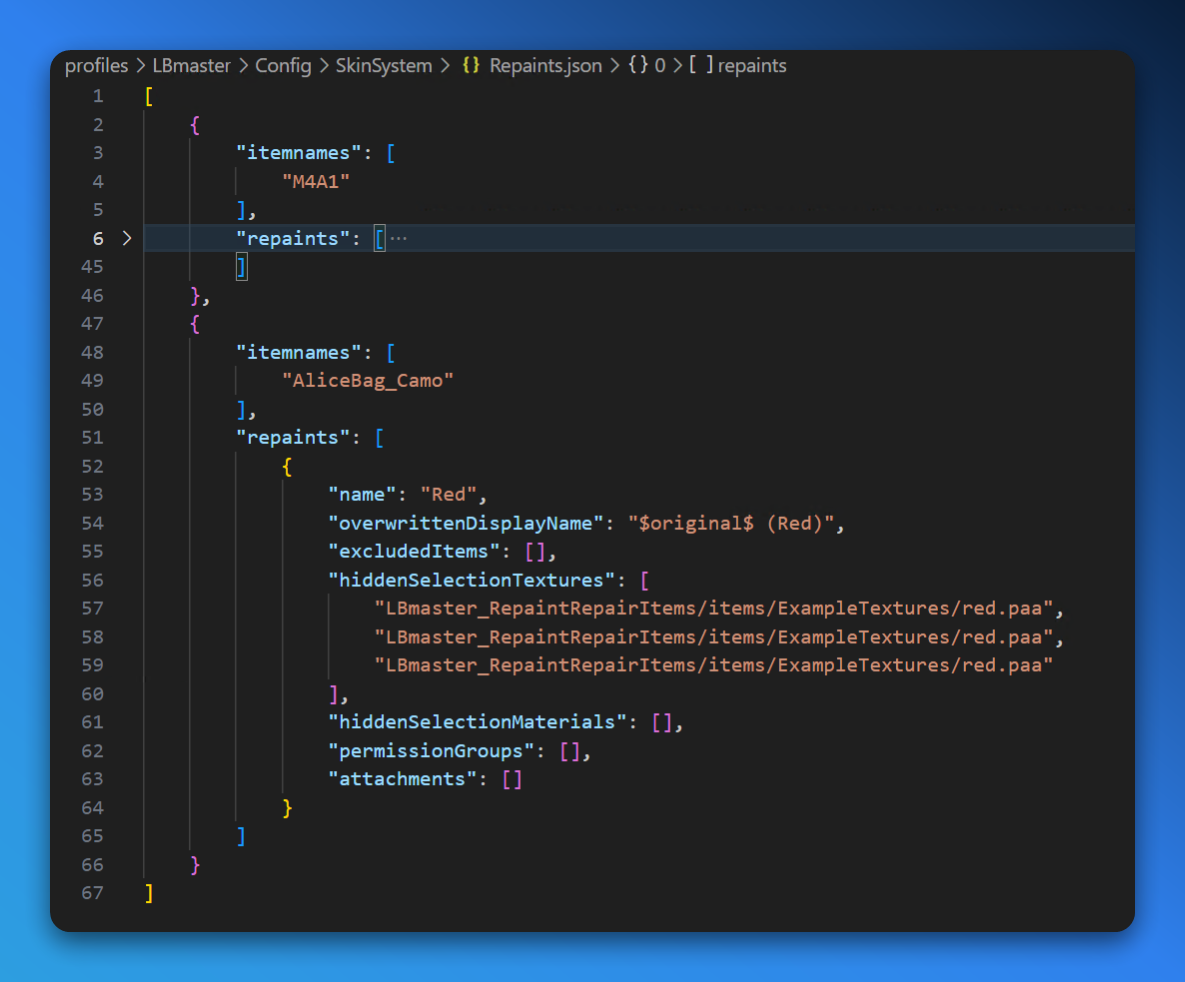 profiles > LBmaster > Config > SkinSystem > {} Repaints.json > {} 0 > [ ] repaints
1 [
2 {
3 "itemnames": [
4 "M4A1"
5 ],
6 > "repaints": [ ···
45 ]
46 },
47 {
48 "itemnames": [
49 "AliceBag_Camo"
50 ],
51 "repaints": [
52 {
53 "name": "Red",
54 "overwrittenDisplayName": "$original$ (Red)",
55 "excludedItems": [],
56 "hiddenSelectionTextures": [
57 "LBmaster_RepaintRepairItems/items/ExampleTextures/red.paa",
58 "LBmaster_RepaintRepairItems/items/ExampleTextures/red.paa",
59 "LBmaster_RepaintRepairItems/items/ExampleTextures/red.paa"
60 ],
61 "hiddenSelectionMaterials": [],
62 "permissionGroups": [],
63 "attachments": []
64 }
65 ]
66 }
67 ]